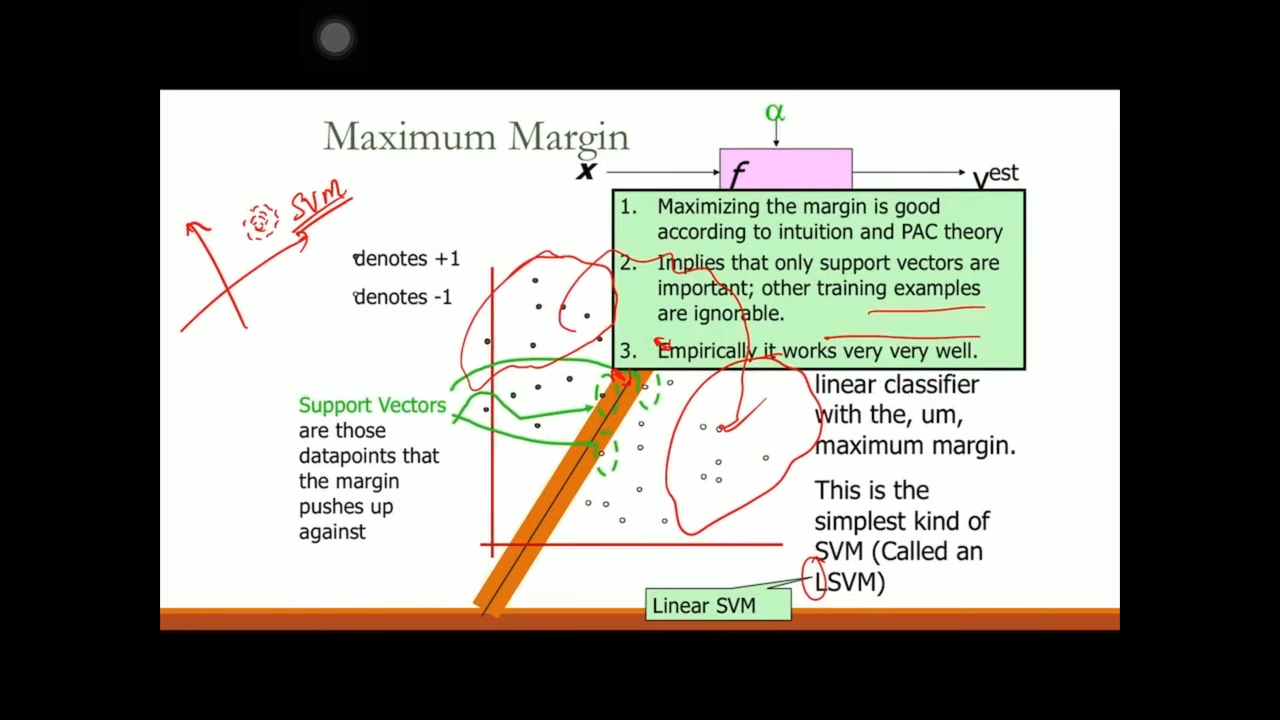 Maximum Margin
α
x
f
yest
SVM
denotes +1
denotes -1
1. Maximizing the margin is good
according to intuition and PAC theory
2. Implies that only support vectors are
important; other training examples
are ignorable.
3. Empirically it works very very well.
Support Vectors
are those
datapoints that
the margin
pushes up
against
linear classifier
with the, um,
maximum margin.
This is the
simplest kind of
SVM (Called an
LSVM)
Linear SVM